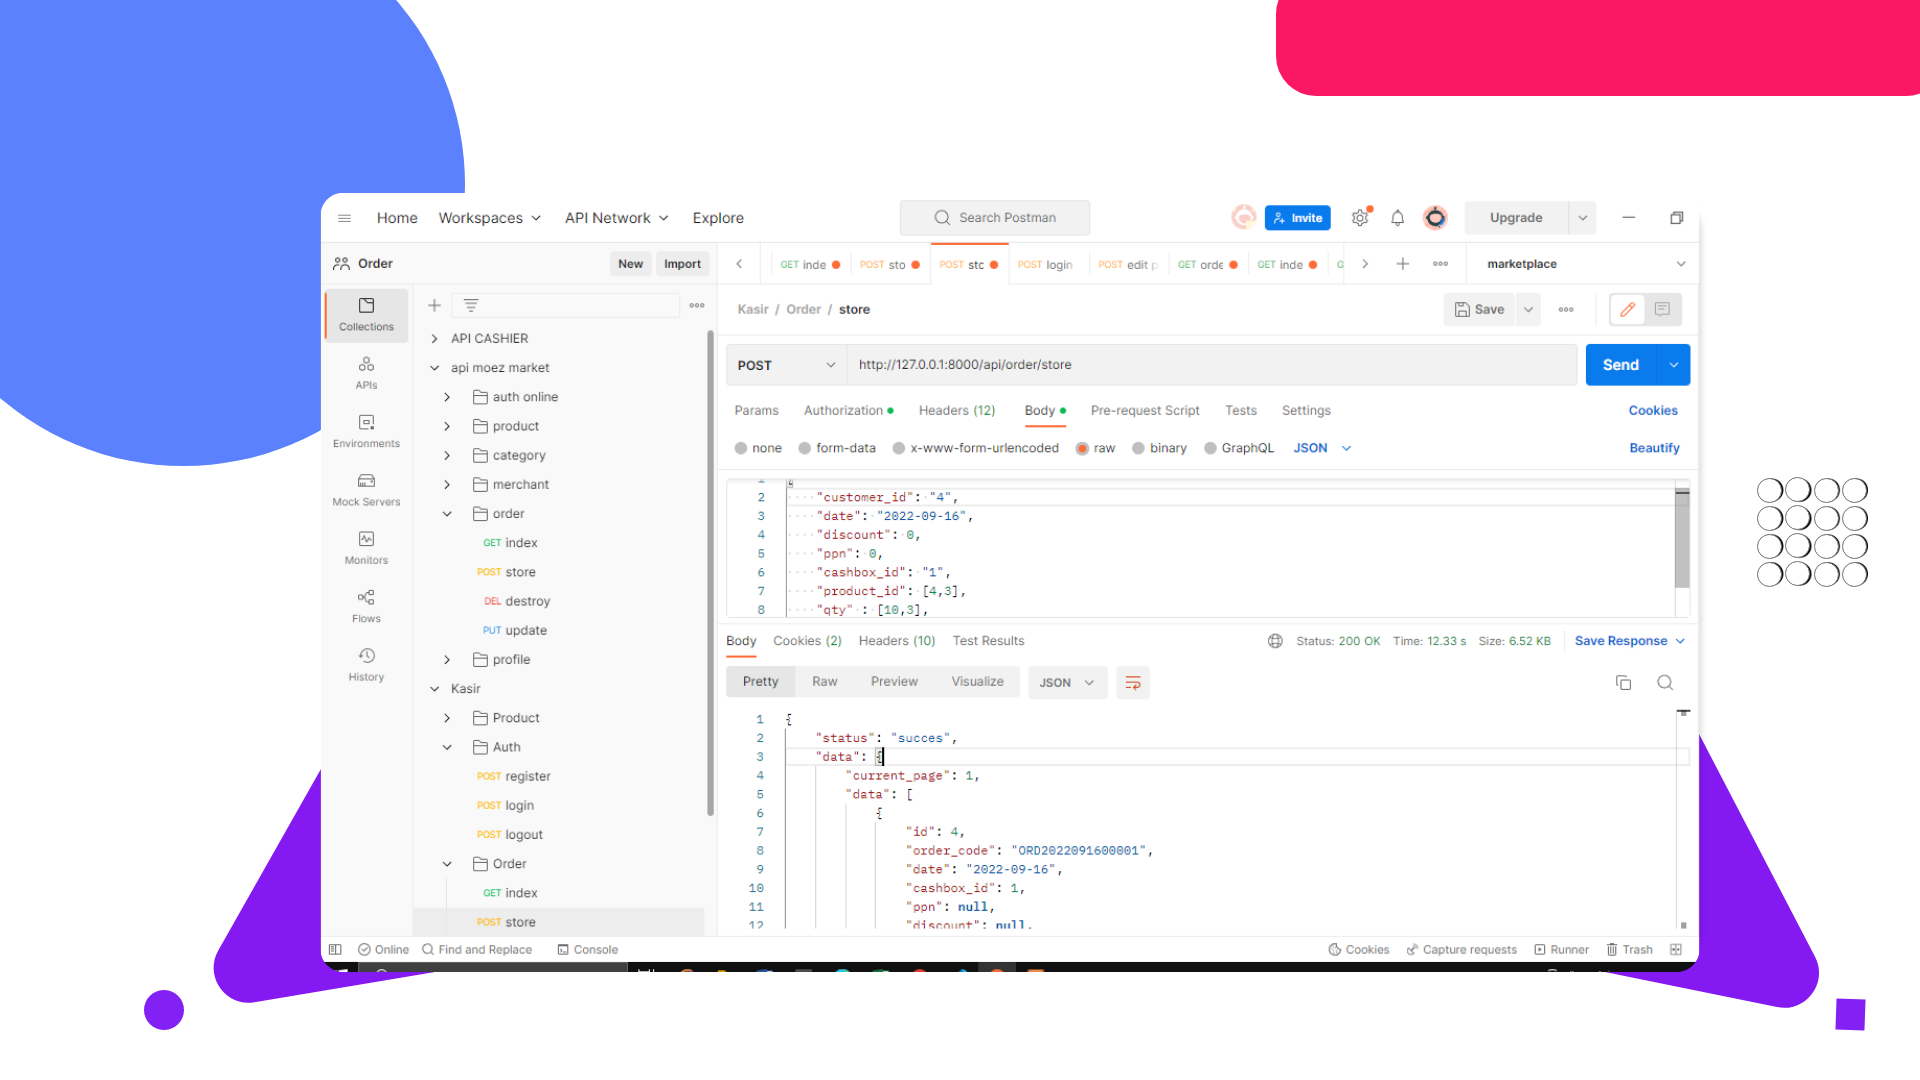 Home Workspaces API Network Explore Search Postman Invite Upgrade
Order New Import GET inde POST sto POST stc POST login POST edit p GET orde GET inde marketplace
Collections
APIs
Environments
Mock Servers
Monitors
Flows
History
API CASHIER
api moez market
auth online
product
category
merchant
order
GET index
POST store
DEL destroy
PUT update
profile
Kasir
Product
Auth
POST register
POST login
POST logout
Order
GET index
POST store
Kasir / Order / store Save
POST http://127.0.0.1:8000/api/order/store Send
Params Authorization Headers (12) Body Pre-request Script Tests Settings Cookies
none form-data x-www-form-urlencoded raw binary GraphQL JSON Beautify
1 {
2 "customer_id": "4",
3 "date": "2022-09-16",
4 "discount": 0,
5 "ppn": 0,
6 "cashbox_id": "1",
7 "product_id": [4,3],
8 "qty" : [10,3],
Body Cookies (2) Headers (10) Test Results Status: 200 OK Time: 12.33 s Size: 6.52 KB Save Response
Pretty Raw Preview Visualize JSON
1 {
2 "status": "succes",
3 "data": {
4 "current_page": 1,
5 "data": [
6 {
7 "id": 4,
8 "order_code": "ORD2022091600001",
9 "date": "2022-09-16",
10 "cashbox_id": 1,
11 "ppn": null,
12 "discount": null,
Online Find and Replace Console Cookies Capture requests Runner Trash